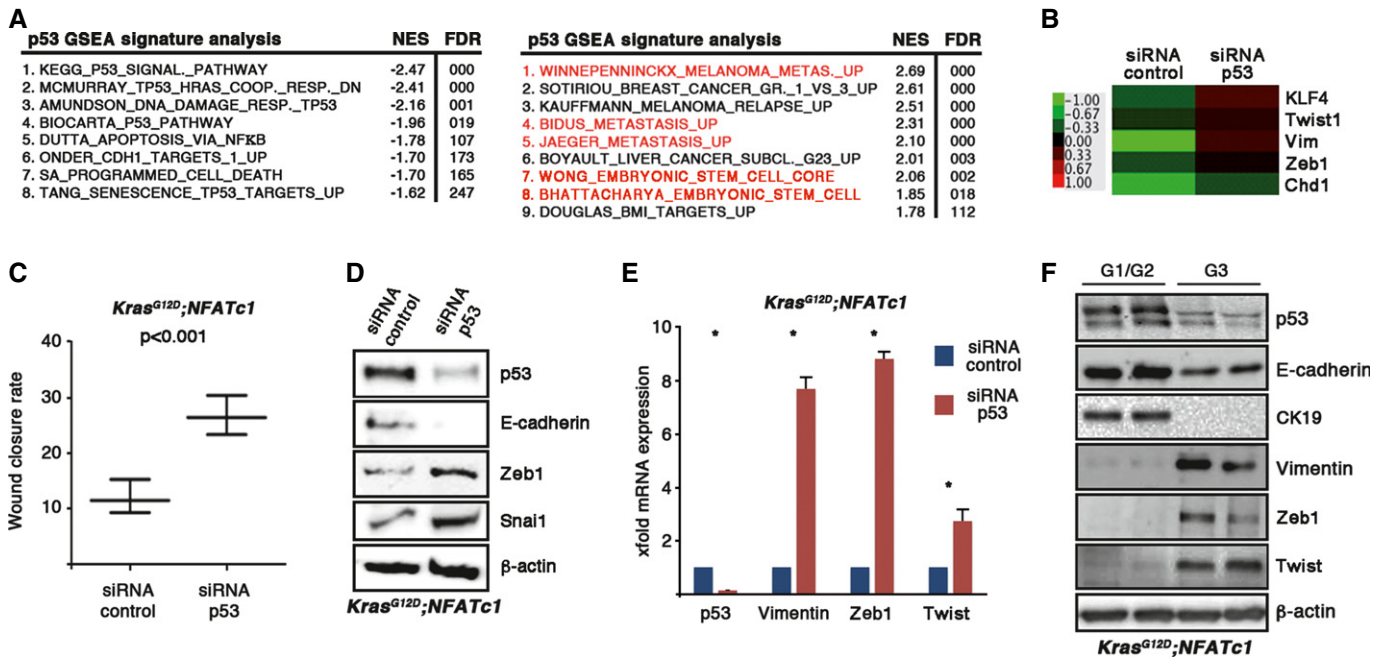 A
p53 GSEA signature analysis NES FDR
1. KEGG_P53_SIGNAL._PATHWAY -2.47 000
2. MCMURRAY_TP53_HRAS_COOP._RESP._DN -2.41 000
3. AMUNDSON_DNA_DAMAGE_RESP._TP53 -2.16 001
4. BIOCARTA_P53_PATHWAY -1.96 019
5. DUTTA_APOPTOSIS_VIA_NFKB -1.78 107
6. ONDER_CDH1_TARGETS_1_UP -1.70 173
7. SA_PROGRAMMED_CELL_DEATH -1.70 165
8. TANG_SENESCENCE_TP53_TARGETS_UP -1.62 247
p53 GSEA signature analysis NES FDR
1. WINNEPENNINCKX_MELANOMA_METAS._UP 2.69 000
2. SOTIRIOU_BREAST_CANCER_GR._1_VS_3_UP 2.61 000
3. KAUFFMANN_MELANOMA_RELAPSE_UP 2.51 000
4. BIDUS_METASTASIS_UP 2.31 000
5. JAEGER_METASTASIS_UP 2.10 000
6. BOYAULT_LIVER_CANCER_SUBCL._G23_UP 2.01 003
7. WONG_EMBRYONIC_STEM_CELL_CORE 2.06 002
8. BHATTACHARYA_EMBRYONIC_STEM_CELL 1.85 018
9. DOUGLAS_BMI_TARGETS_UP 1.78 112
B
siRNA control
siRNA p53
-1.00
-0.67
-0.33
0.00
0.33
0.67
1.00
KLF4
Twist1
Vim
Zeb1
Chd1
C
KrasG12D;NFATc1
p<0.001
Wound closure rate
40
30
20
10
siRNA control
siRNA p53
D
siRNA control
siRNA p53
p53
E-cadherin
Zeb1
Snai1
β-actin
KrasG12D;NFATc1
E
KrasG12D;NFATc1
xfold mRNA expression
10
8
6
4
2
* * * *
siRNA control
siRNA p53
p53 Vimentin Zeb1 Twist
F
G1/G2 G3
p53
E-cadherin
CK19
Vimentin
Zeb1
Twist
β-actin
KrasG12D;NFATc1